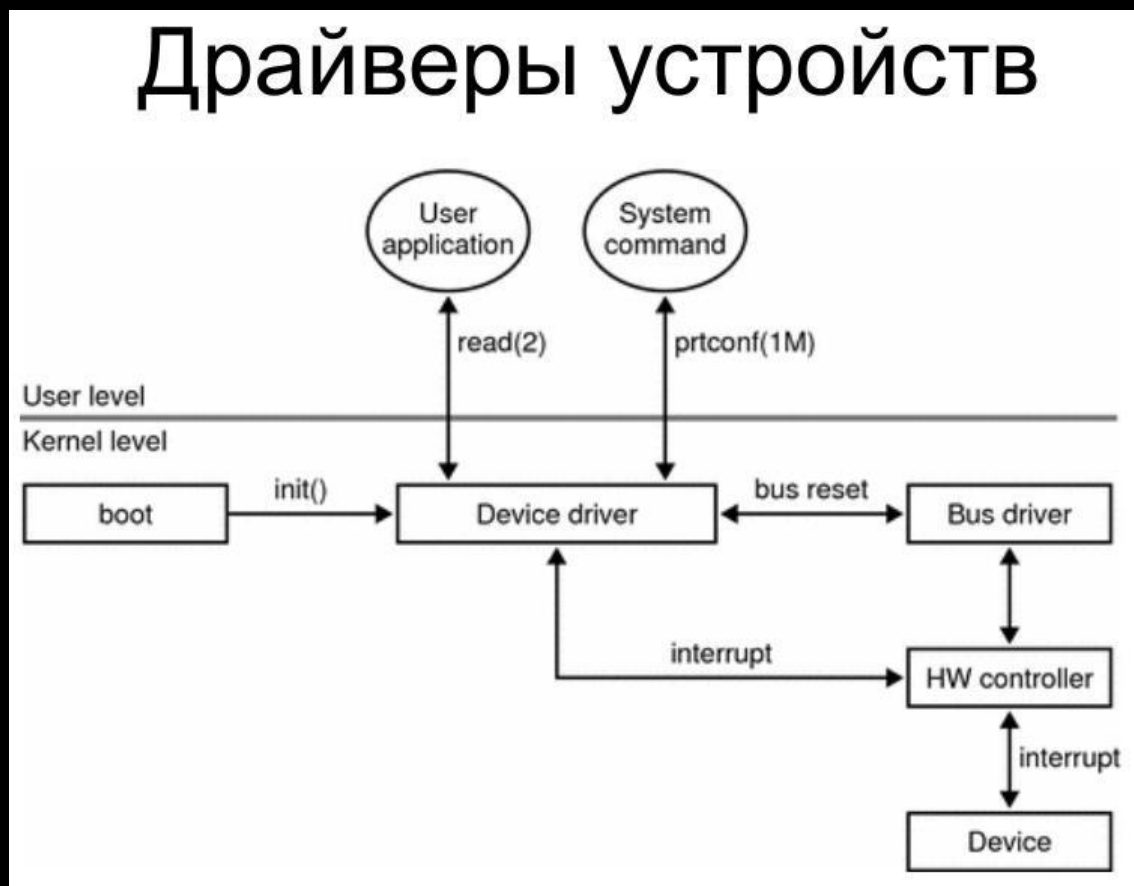 Драйверы устройств
User
application
System
command
read(2)
prtconf(1M)
User level
Kernel level
boot
init()
Device driver
bus reset
Bus driver
interrupt
HW controller
interrupt
Device